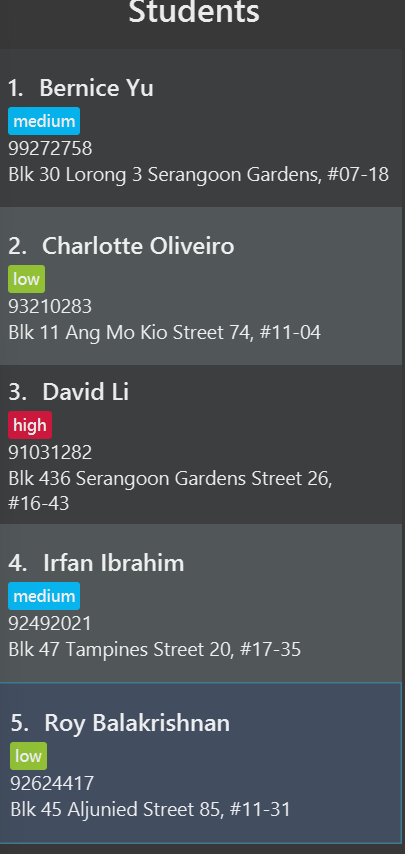 Students
1. Bernice Yu
medium
99272758
Blk 30 Lorong 3 Serangoon Gardens, #07-18
2. Charlotte Oliveiro
low
93210283
Blk 11 Ang Mo Kio Street 74, #11-04
3. David Li
high
91031282
Blk 436 Serangoon Gardens Street 26,
#16-43
4. Irfan Ibrahim
medium
92492021
Blk 47 Tampines Street 20, #17-35
5. Roy Balakrishnan
low
92624417
Blk 45 Aljunied Street 85, #11-31